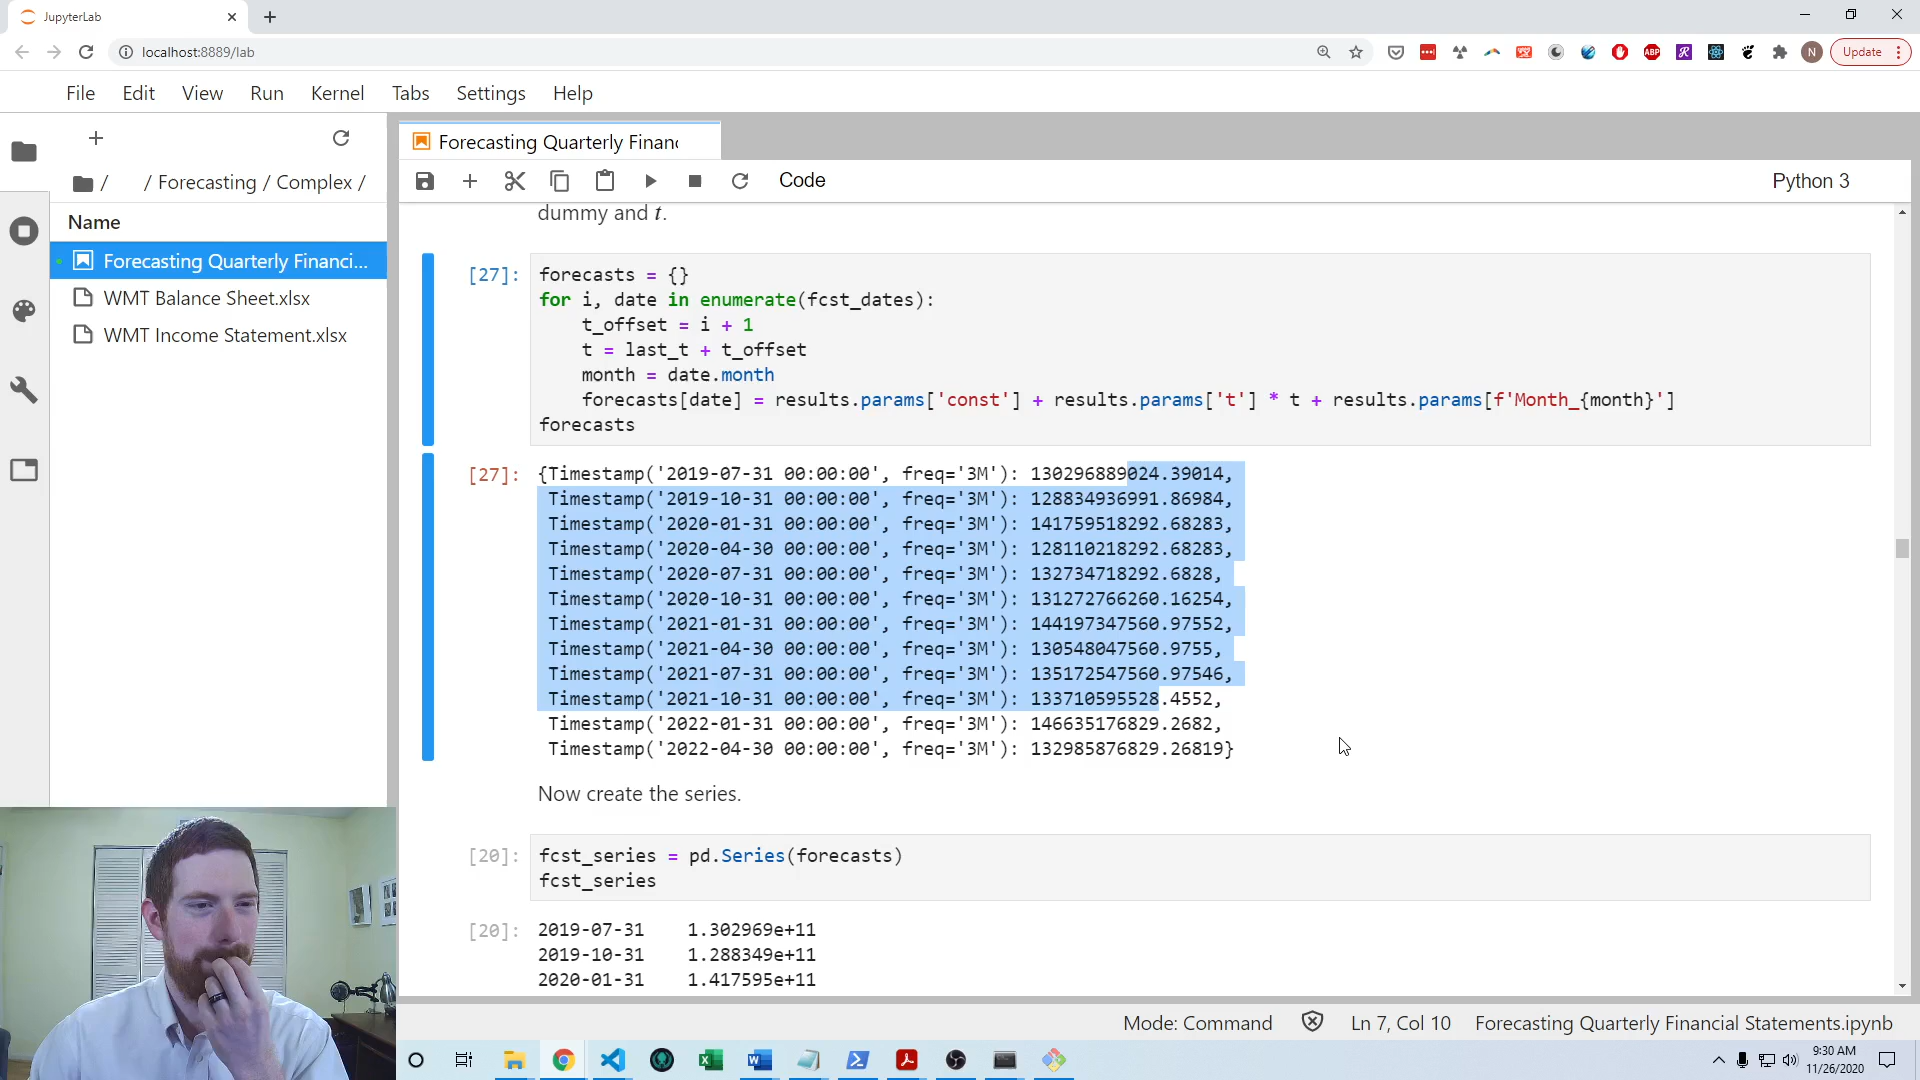 JupyterLab
localhost:8889/lab
Update
File Edit View Run Kernel Tabs Settings Help
/ / Forecasting / Complex /
Name
Forecasting Quarterly Financi...
WMT Balance Sheet.xlsx
WMT Income Statement.xlsx
Forecasting Quarterly Financ
Code
Python 3
dummy and t.
[27]:
forecasts = {}
for i, date in enumerate(fcst_dates):
    t_offset = i + 1
    t = last_t + t_offset
    month = date.month
    forecasts[date] = results.params['const'] + results.params['t'] * t + results.params[f'Month_{month}']
forecasts
[27]:
{Timestamp('2019-07-31 00:00:00', freq='3M'): 130296889024.39014,
Timestamp('2019-10-31 00:00:00', freq='3M'): 128834936991.86984,
Timestamp('2020-01-31 00:00:00', freq='3M'): 141759518292.68283,
Timestamp('2020-04-30 00:00:00', freq='3M'): 128110218292.68283,
Timestamp('2020-07-31 00:00:00', freq='3M'): 132734718292.6828,
Timestamp('2020-10-31 00:00:00', freq='3M'): 131272766260.16254,
Timestamp('2021-01-31 00:00:00', freq='3M'): 144197347560.97552,
Timestamp('2021-04-30 00:00:00', freq='3M'): 130548047560.9755,
Timestamp('2021-07-31 00:00:00', freq='3M'): 135172547560.97546,
Timestamp('2021-10-31 00:00:00', freq='3M'): 133710595528.4552,
Timestamp('2022-01-31 00:00:00', freq='3M'): 146635176829.2682,
Timestamp('2022-04-30 00:00:00', freq='3M'): 132985876829.26819}
Now create the series.
[20]:
fcst_series = pd.Series(forecasts)
fcst_series
[20]:
2019-07-31 1.302969e+11
2019-10-31 1.288349e+11
2020-01-31 1.417595e+11
Mode: Command Ln 7, Col 10 Forecasting Quarterly Financial Statements.ipynb
9:30 AM
11/26/2020